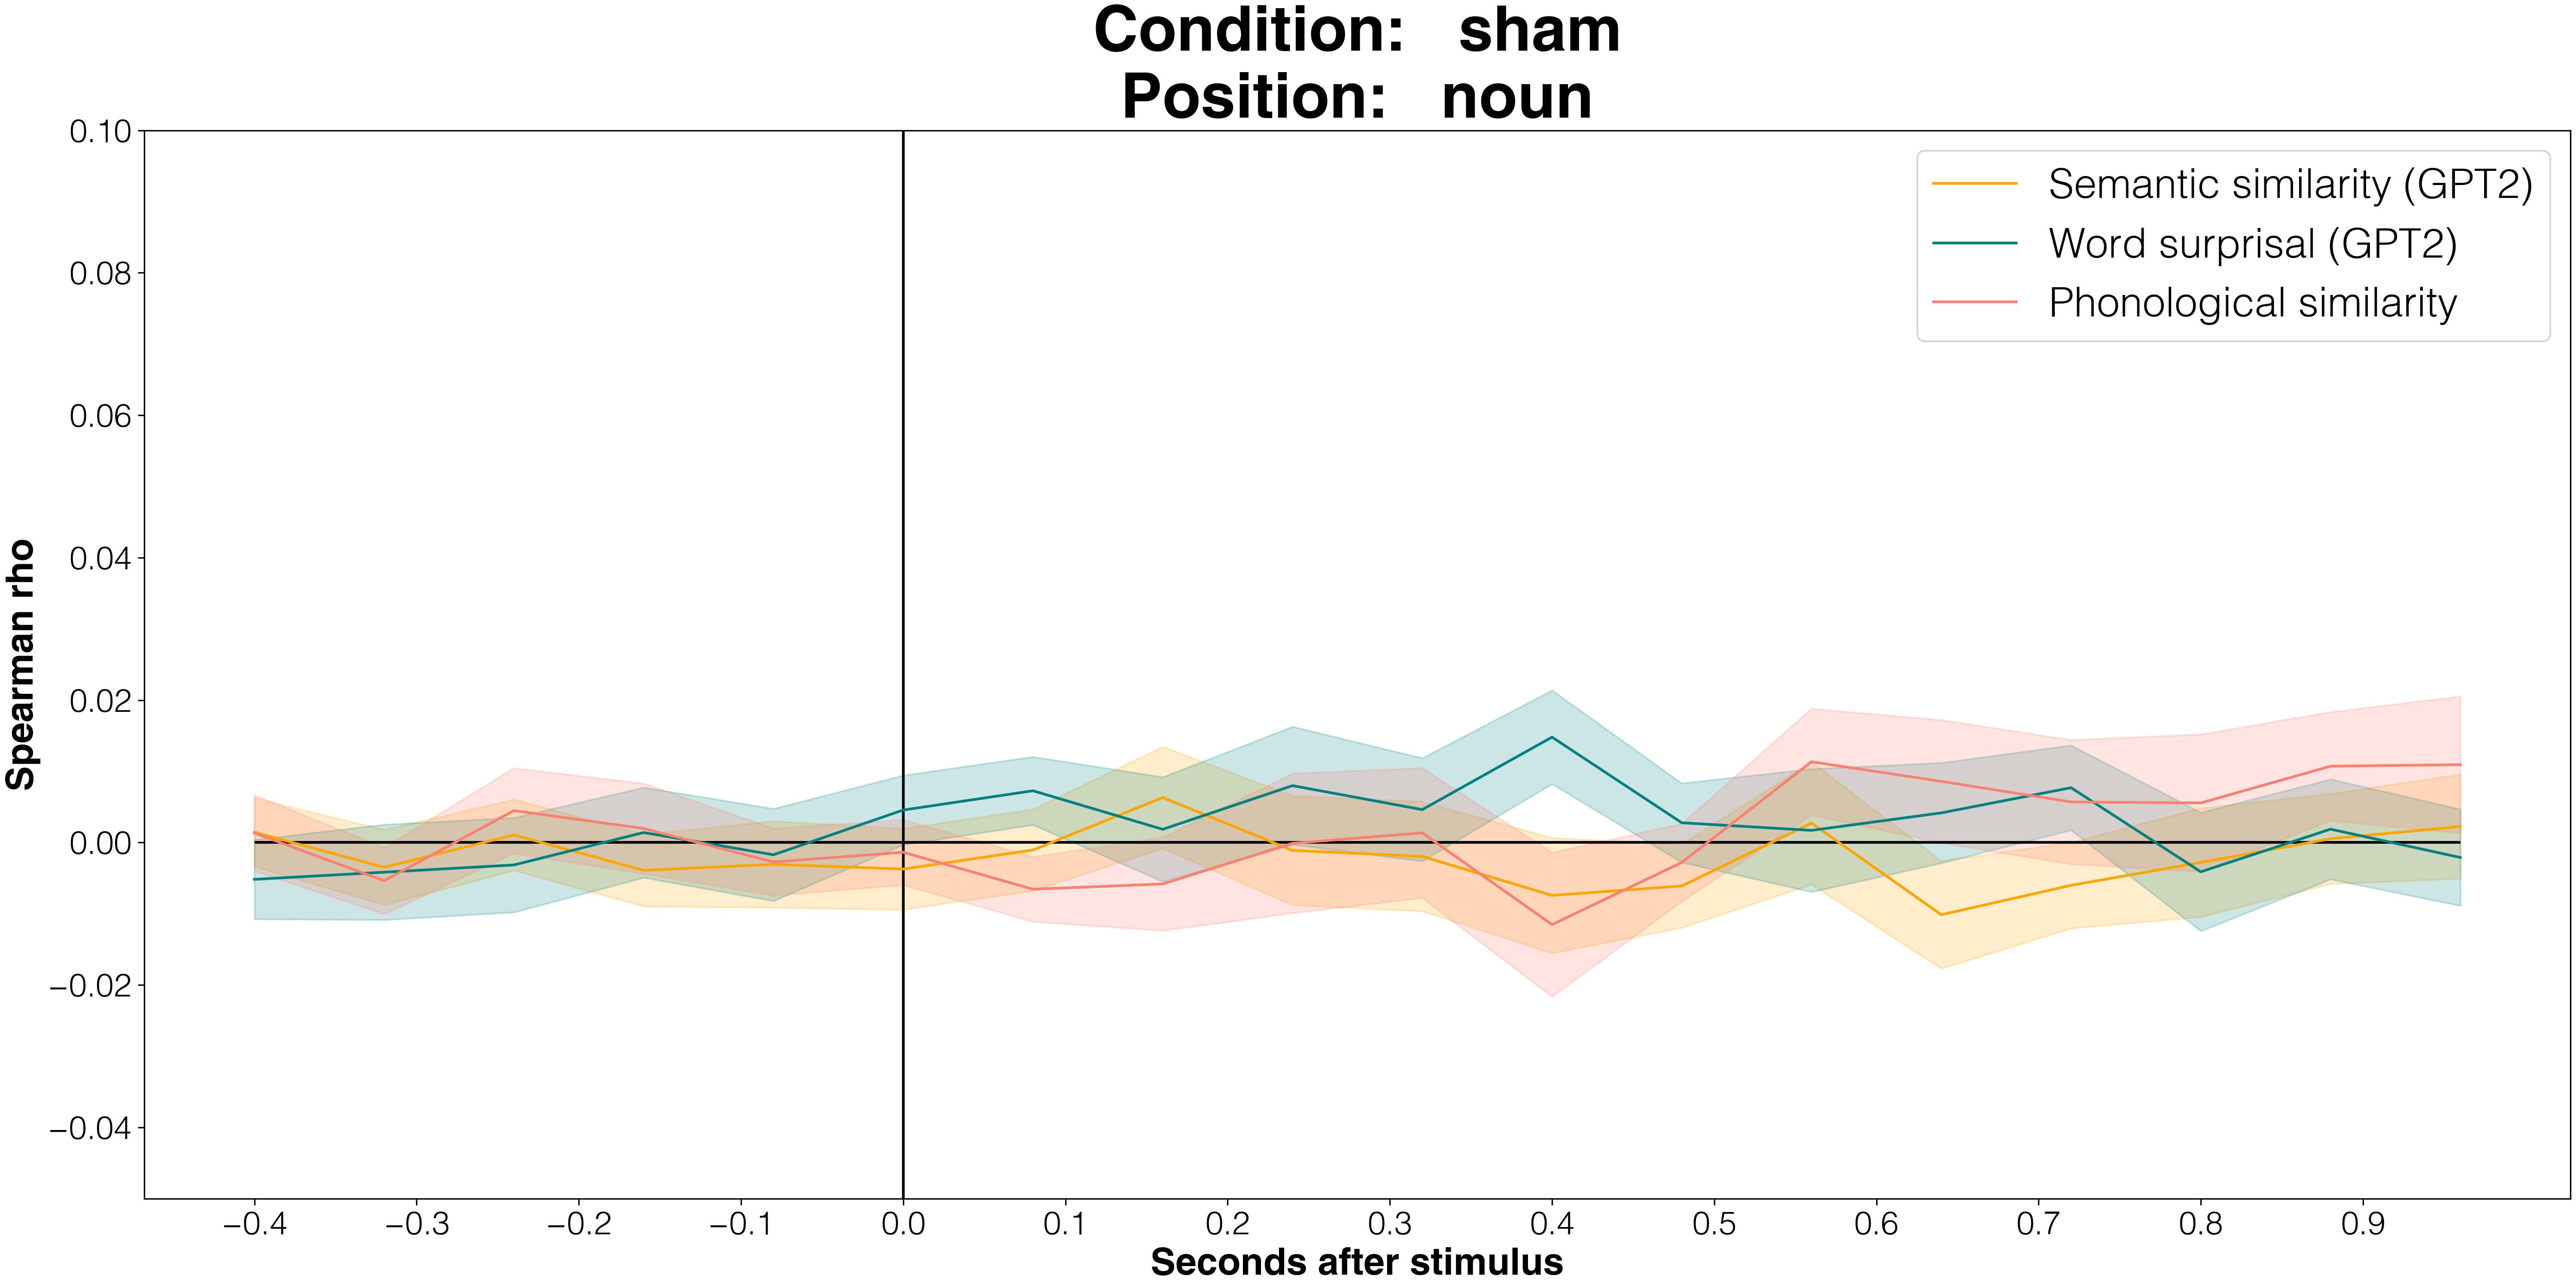 Condition:   sham
Position:   noun
Spearman rho
0.10
0.08
0.06
0.04
0.02
0.00
−0.02
−0.04
Semantic similarity (GPT2)
Word surprisal (GPT2)
Phonological similarity
−0.4 −0.3 −0.2 −0.1 0.0 0.1 0.2 0.3 0.4 0.5 0.6 0.7 0.8 0.9
Seconds after stimulus